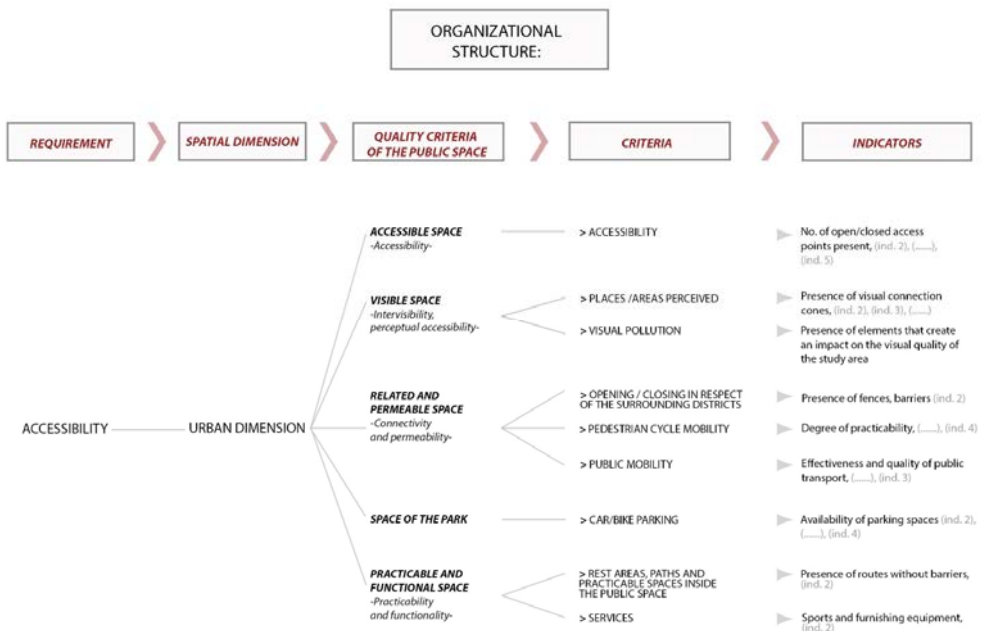 ORGANIZATIONAL
STRUCTURE:
REQUIREMENT
SPATIAL DIMENSION
QUALITY CRITERIA
OF THE PUBLIC SPACE
CRITERIA
INDICATORS
ACCESSIBILITY
URBAN DIMENSION
ACCESSIBLE SPACE
-Accessibility-
> ACCESSIBILITY
No. of open/closed access
points present, (ind. 2), (......),
(ind. 5)
VISIBLE SPACE
-Intervisibility,
perceptual accessibility-
> PLACES /AREAS PERCEIVED
Presence of visual connection
cones, (ind. 2), (ind. 3), (......)
> VISUAL POLLUTION
Presence of elements that create
an impact on the visual quality of
the study area
RELATED AND
PERMEABLE SPACE
-Connectivity
and permeability-
> OPENING / CLOSING IN RESPECT
OF THE SURROUNDING DISTRICTS
Presence of fences, barriers (ind. 2)
> PEDESTRIAN CYCLE MOBILITY
Degree of practicability, (......), (ind. 4)
> PUBLIC MOBILITY
Effectiveness and quality of public
transport, (......), (ind. 3)
SPACE OF THE PARK
> CAR/BIKE PARKING
Availability of parking spaces (ind. 2),
(......), (ind. 4)
PRACTICABLE AND
FUNCTIONAL SPACE
-Practicability
and functionality-
> REST AREAS, PATHS AND
PRACTICABLE SPACES INSIDE
THE PUBLIC SPACE
Presence of routes without barriers,
(ind. 2)
> SERVICES
Sports and furnishing equipment,
(ind. 2)